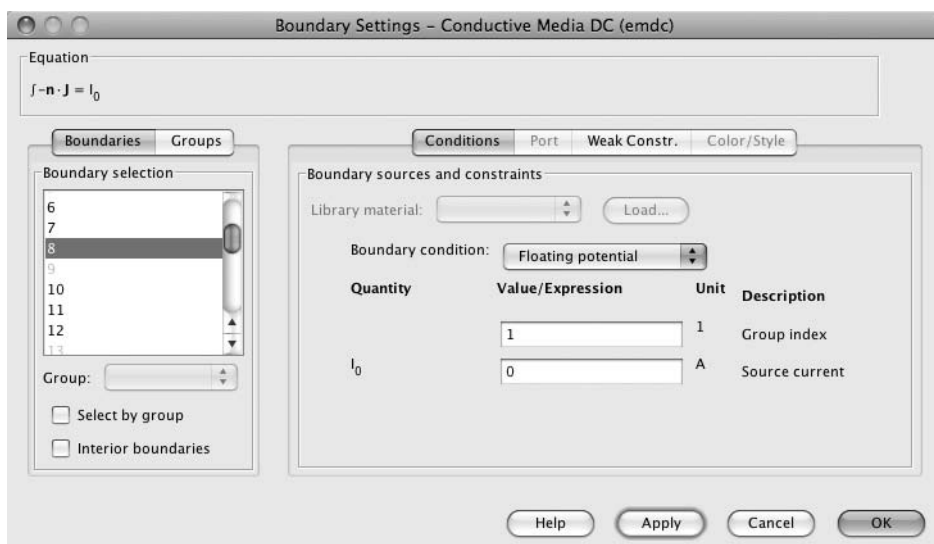 Boundary Settings – Conductive Media DC (emdc)
Equation
∫-n · J = I₀
Boundaries Groups
Boundary selection
6
7
8
9
10
11
12
13
Group:
Select by group
Interior boundaries
Conditions Port Weak Constr. Color/Style
Boundary sources and constraints
Library material: Load...
Boundary condition: Floating potential
Quantity Value/Expression Unit Description
1 1 Group index
I₀ 0 A Source current
Help Apply Cancel OK